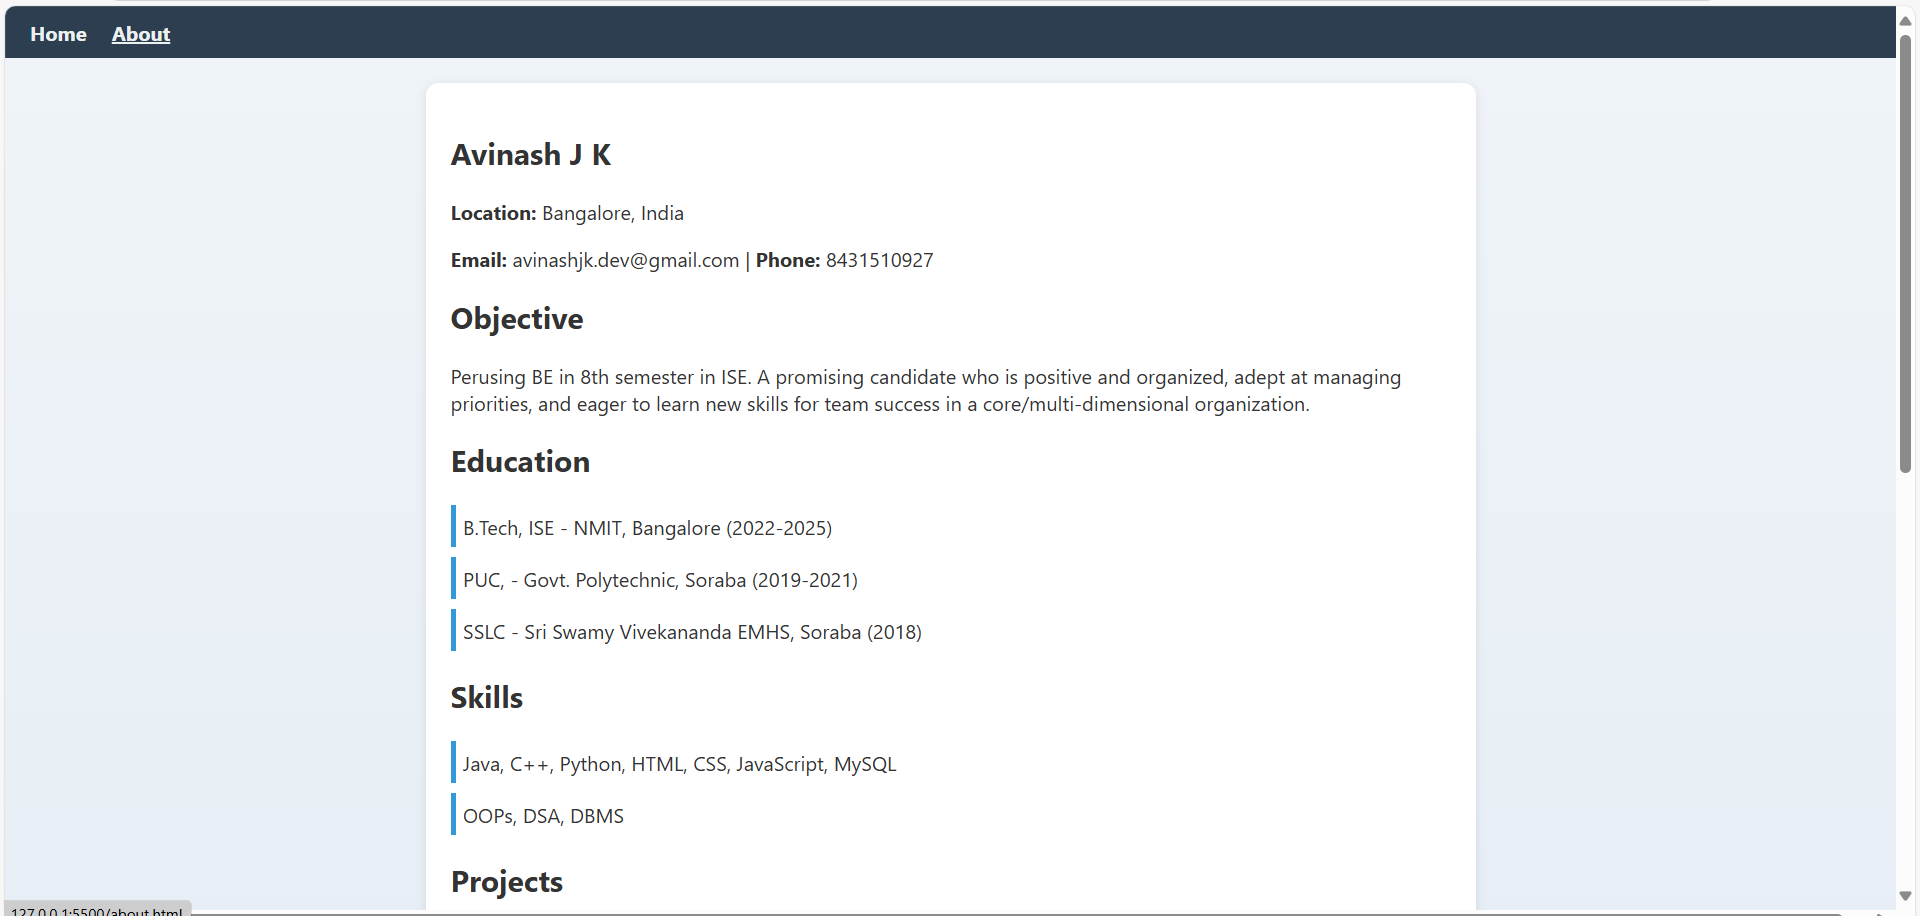 Home About
Avinash J K
Location: Bangalore, India
Email: avinashjk.dev@gmail.com | Phone: 8431510927
Objective
Perusing BE in 8th semester in ISE. A promising candidate who is positive and organized, adept at managing
priorities, and eager to learn new skills for team success in a core/multi-dimensional organization.
Education
B.Tech, ISE - NMIT, Bangalore (2022-2025)
PUC, - Govt. Polytechnic, Soraba (2019-2021)
SSLC - Sri Swamy Vivekananda EMHS, Soraba (2018)
Skills
Java, C++, Python, HTML, CSS, JavaScript, MySQL
OOPs, DSA, DBMS
Projects
127.0.0.1:5500/about.html